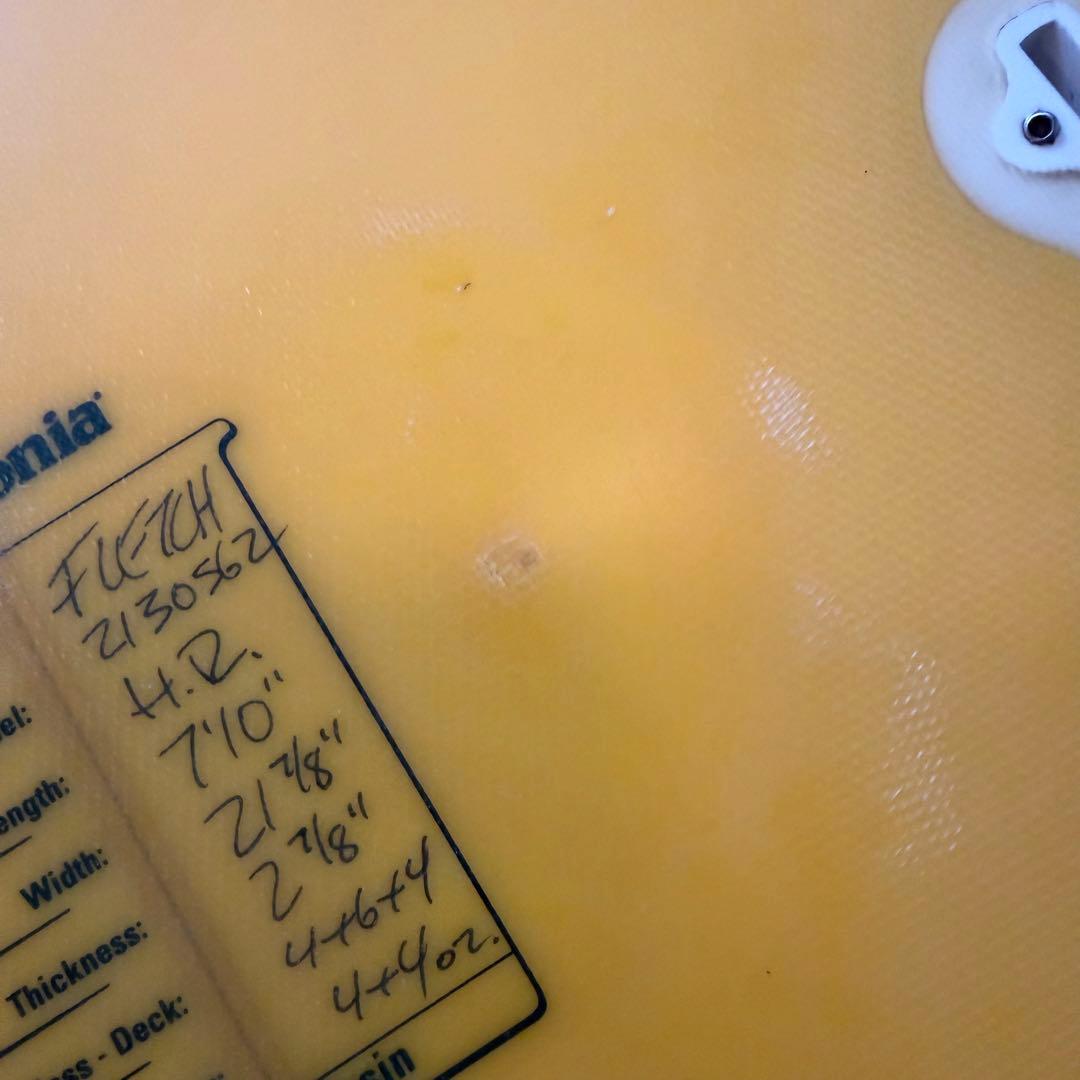 onia
FLETCH
2130562
H.R.
el: 7'10"
ength: 21 7/8"
Width: 2 7/8"
Thickness: 4+6+4
ss - Deck: 4+4oz.
sin